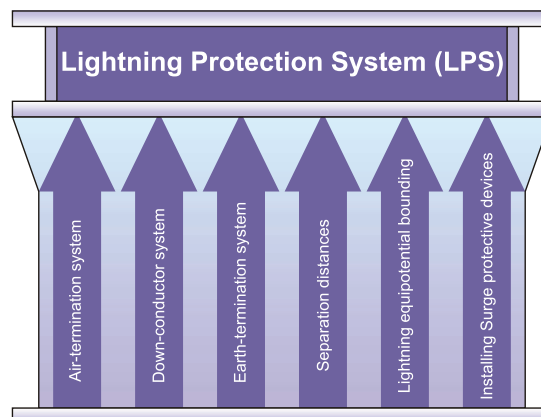 Lightning Protection System (LPS)
Air-termination system
Down-conductor system
Earth-termination system
Separation distances
Lightning equipotential bounding
Installing Surge protective devices